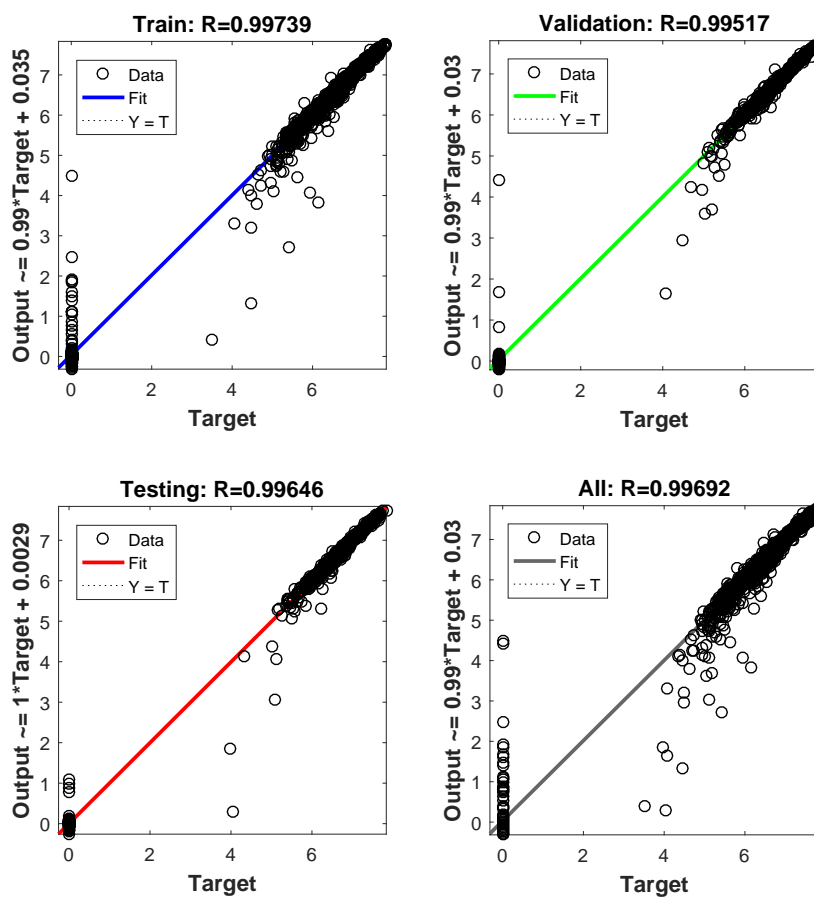 Train: R=0.99739
Output ~= 0.99*Target + 0.035
7
6
5
4
3
2
1
0
Data
Fit
Y = T
0 2 4 6
Target
Validation: R=0.99517
Output ~= 0.99*Target + 0.03
7
6
5
4
3
2
1
0
Data
Fit
Y = T
0 2 4 6
Target
Testing: R=0.99646
Output ~= 1*Target + 0.0029
7
6
5
4
3
2
1
0
Data
Fit
Y = T
0 2 4 6
Target
All: R=0.99692
Output ~= 0.99*Target + 0.03
7
6
5
4
3
2
1
0
Data
Fit
Y = T
0 2 4 6
Target